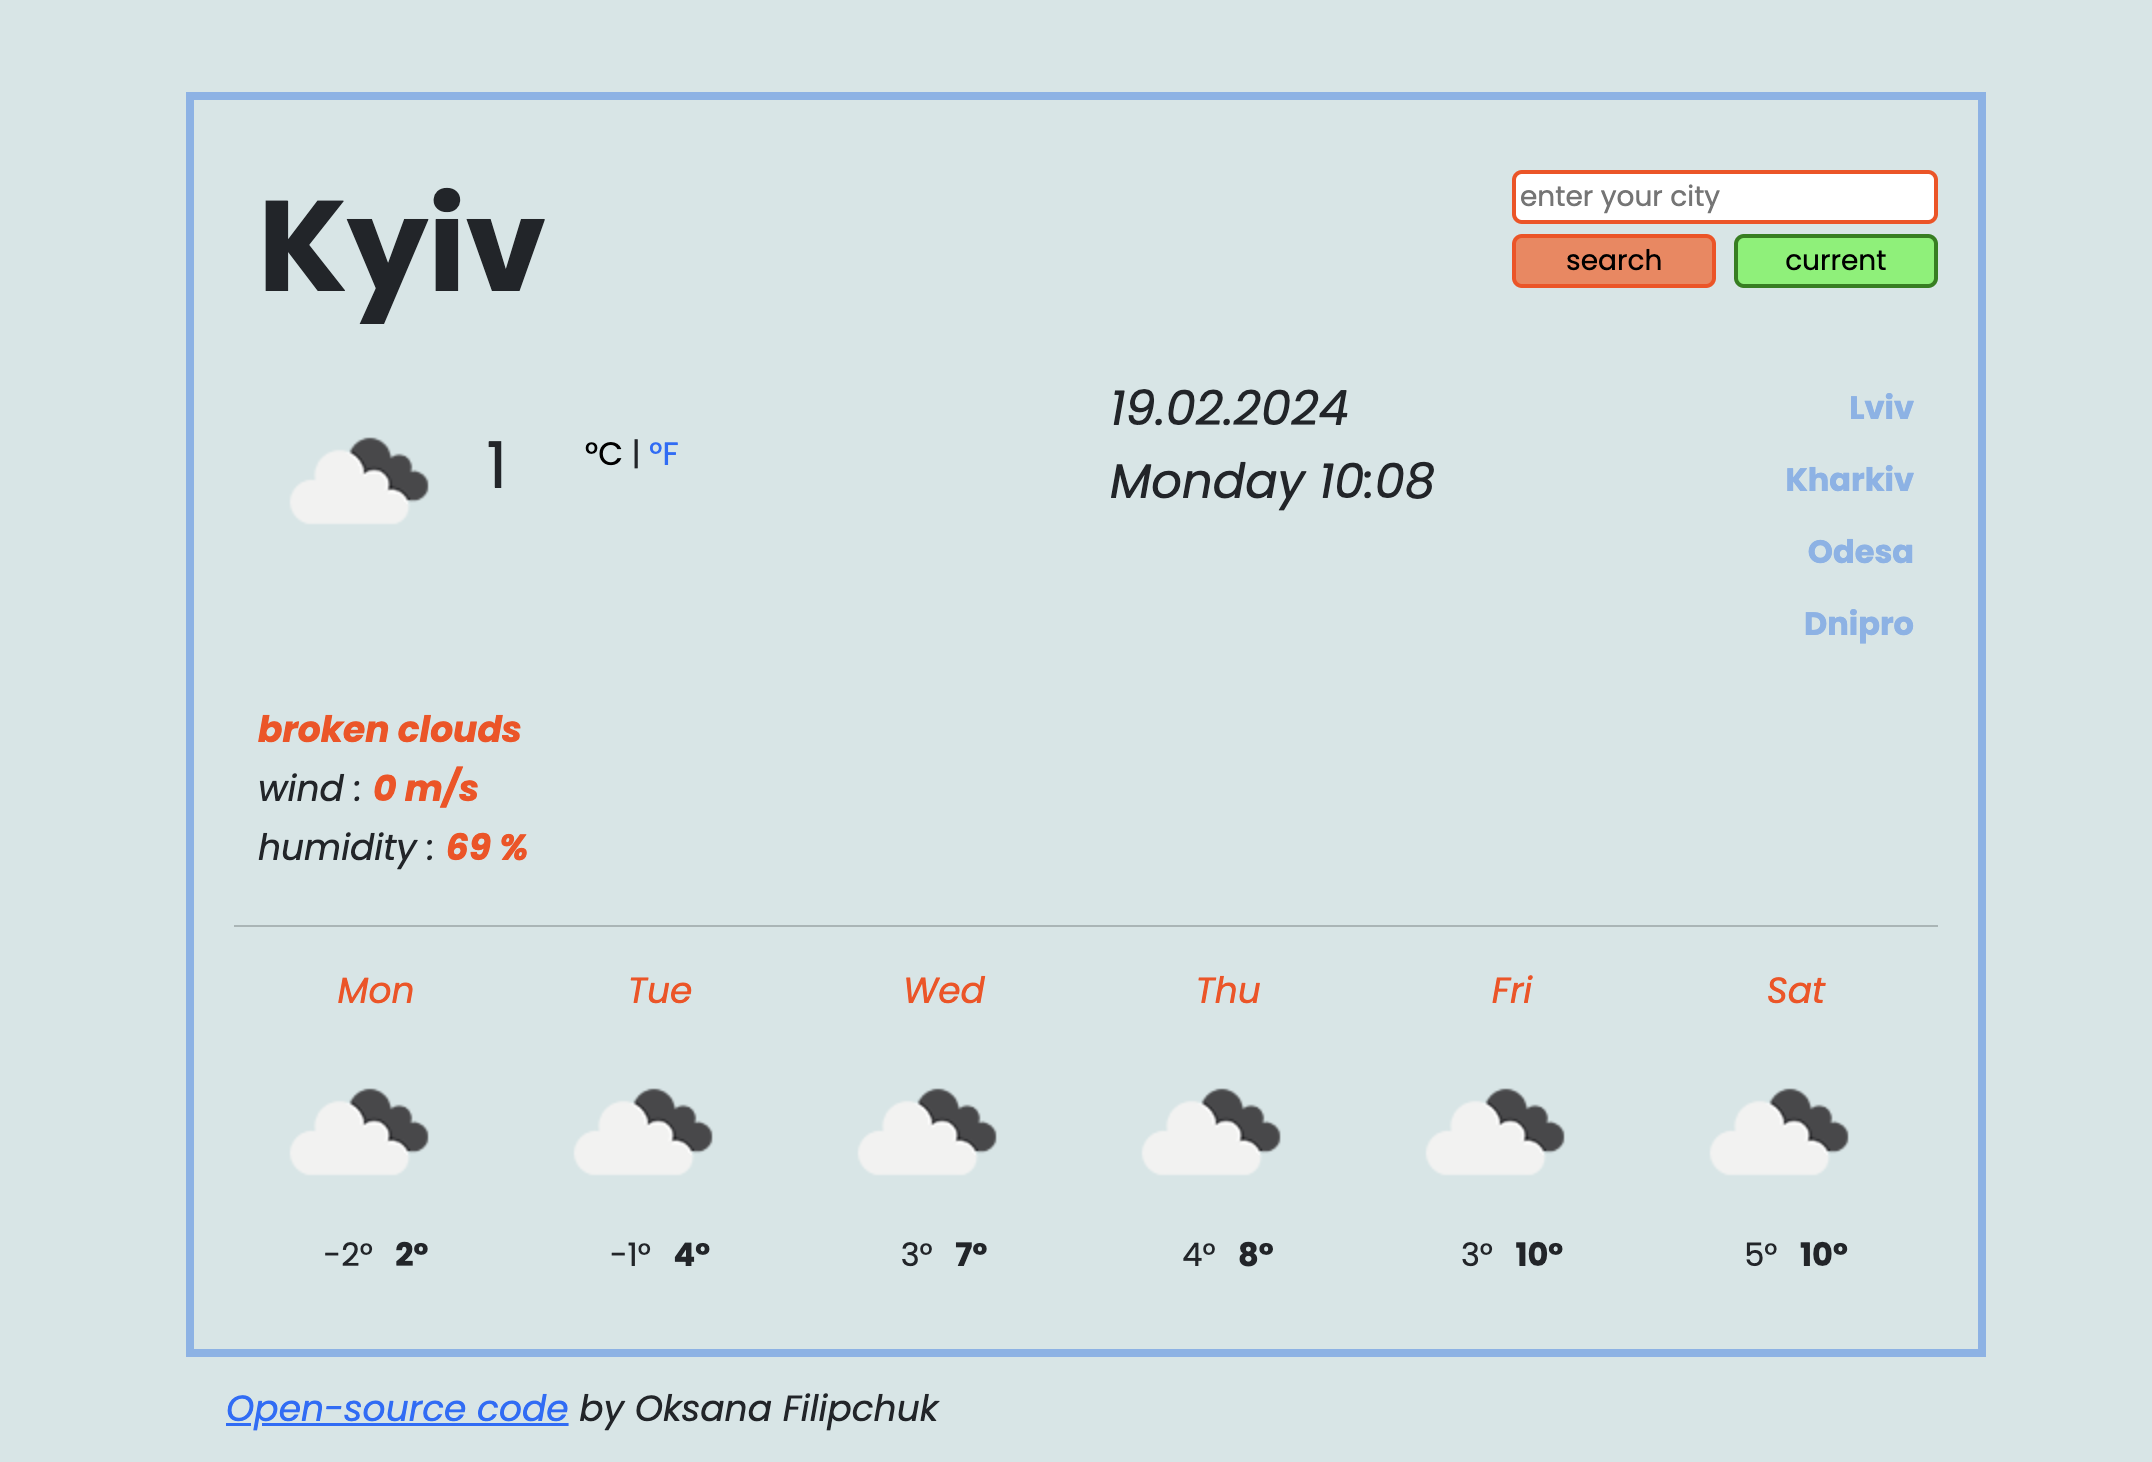 Kyiv
enter your city
search current
1 °C | °F
19.02.2024
Monday 10:08
Lviv
Kharkiv
Odesa
Dnipro
broken clouds
wind : 0 m/s
humidity : 69 %
Mon Tue Wed Thu Fri Sat
-2° 2° -1° 4° 3° 7° 4° 8° 3° 10° 5° 10°
Open-source code by Oksana Filipchuk